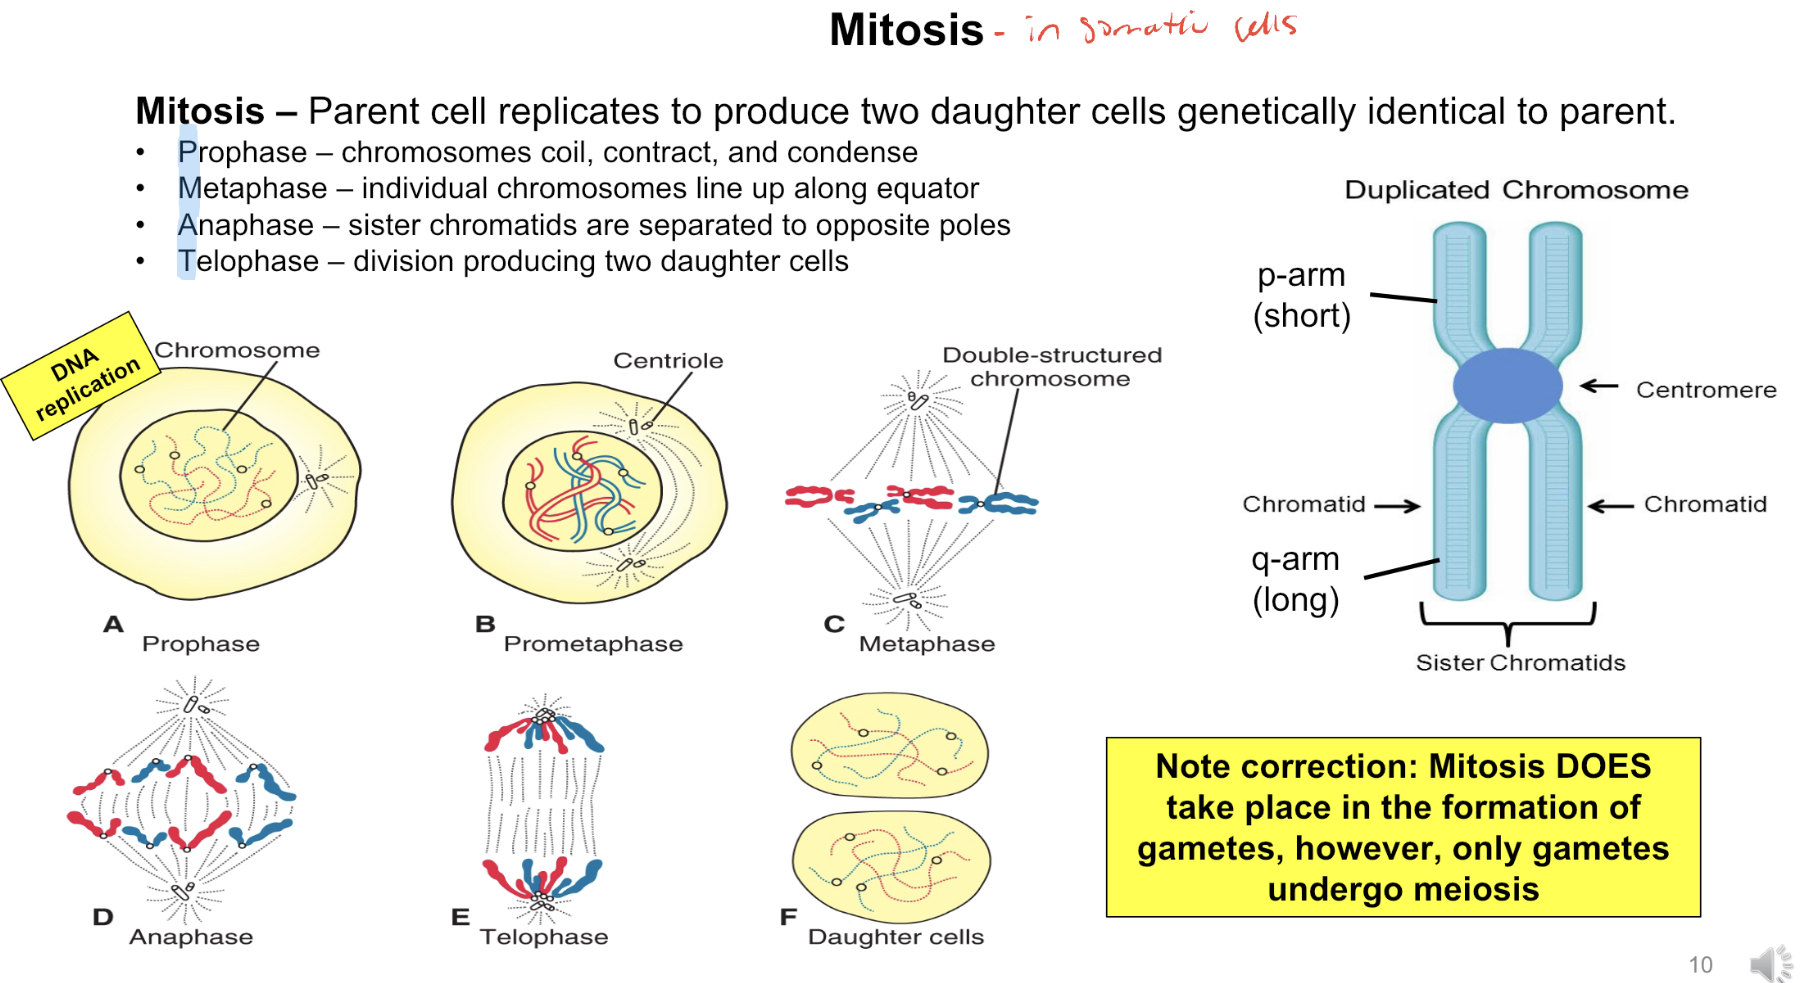 Mitosis - in somatic cells
Mitosis – Parent cell replicates to produce two daughter cells genetically identical to parent.
• Prophase – chromosomes coil, contract, and condense
• Metaphase – individual chromosomes line up along equator
• Anaphase – sister chromatids are separated to opposite poles
• Telophase – division producing two daughter cells
DNA
replication
Chromosome
A
Prophase
Centriole
B
Prometaphase
Double-structured
chromosome
C
Metaphase
D
Anaphase
E
Telophase
F
Daughter cells
Duplicated Chromosome
p-arm
(short)
Centromere
Chromatid
Chromatid
q-arm
(long)
Sister Chromatids
Note correction: Mitosis DOES
take place in the formation of
gametes, however, only gametes
undergo meiosis
10